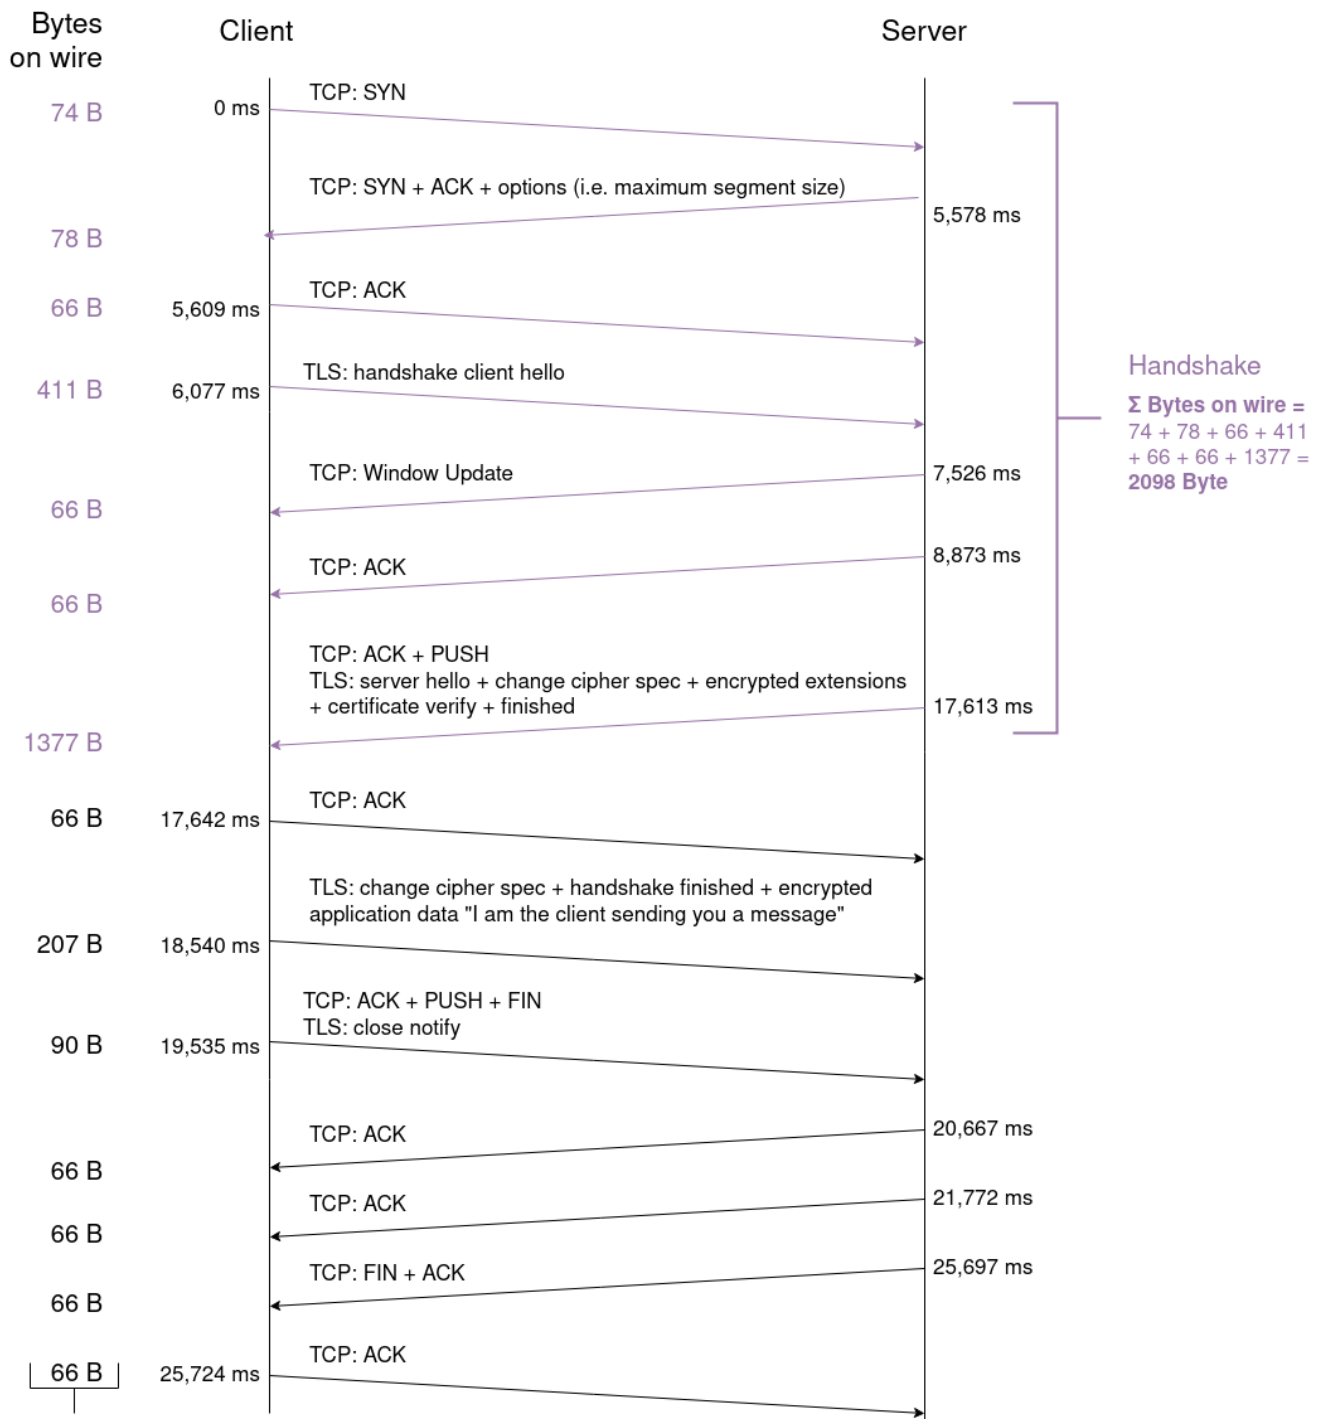 Bytes
on wire
Client
Server
74 B
0 ms
TCP: SYN
TCP: SYN + ACK + options (i.e. maximum segment size)
5,578 ms
78 B
TCP: ACK
66 B
5,609 ms
TLS: handshake client hello
411 B
6,077 ms
Handshake
Σ Bytes on wire =
74 + 78 + 66 + 411
+ 66 + 66 + 1377 =
2098 Byte
TCP: Window Update
7,526 ms
66 B
8,873 ms
TCP: ACK
66 B
TCP: ACK + PUSH
TLS: server hello + change cipher spec + encrypted extensions
+ certificate verify + finished
17,613 ms
1377 B
TCP: ACK
66 B
17,642 ms
TLS: change cipher spec + handshake finished + encrypted
application data "I am the client sending you a message"
207 B
18,540 ms
TCP: ACK + PUSH + FIN
TLS: close notify
90 B
19,535 ms
TCP: ACK
20,667 ms
66 B
TCP: ACK
21,772 ms
66 B
TCP: FIN + ACK
25,697 ms
66 B
TCP: ACK
66 B
25,724 ms